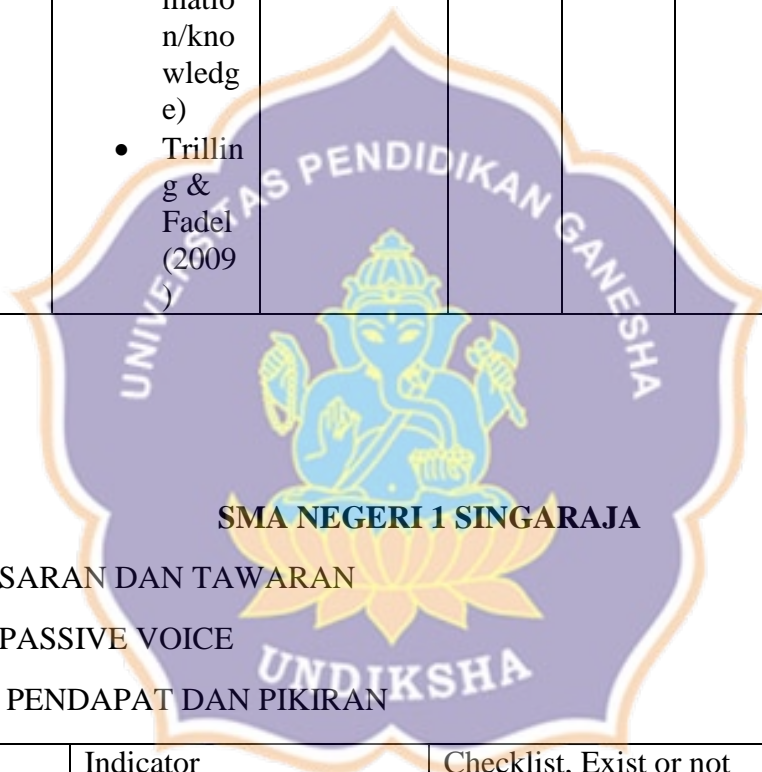 matio
n/kno
wledg
e)
• Trillin
g &
Fadel
(2009
)
UNIVERSITAS PENDIDIKAN GANESHA
UNDIKSHA
SMA NEGERI 1 SINGARAJA
SARAN DAN TAWARAN
PASSIVE VOICE
PENDAPAT DAN PIKIRAN
Indicator
Checklist. Exist or not